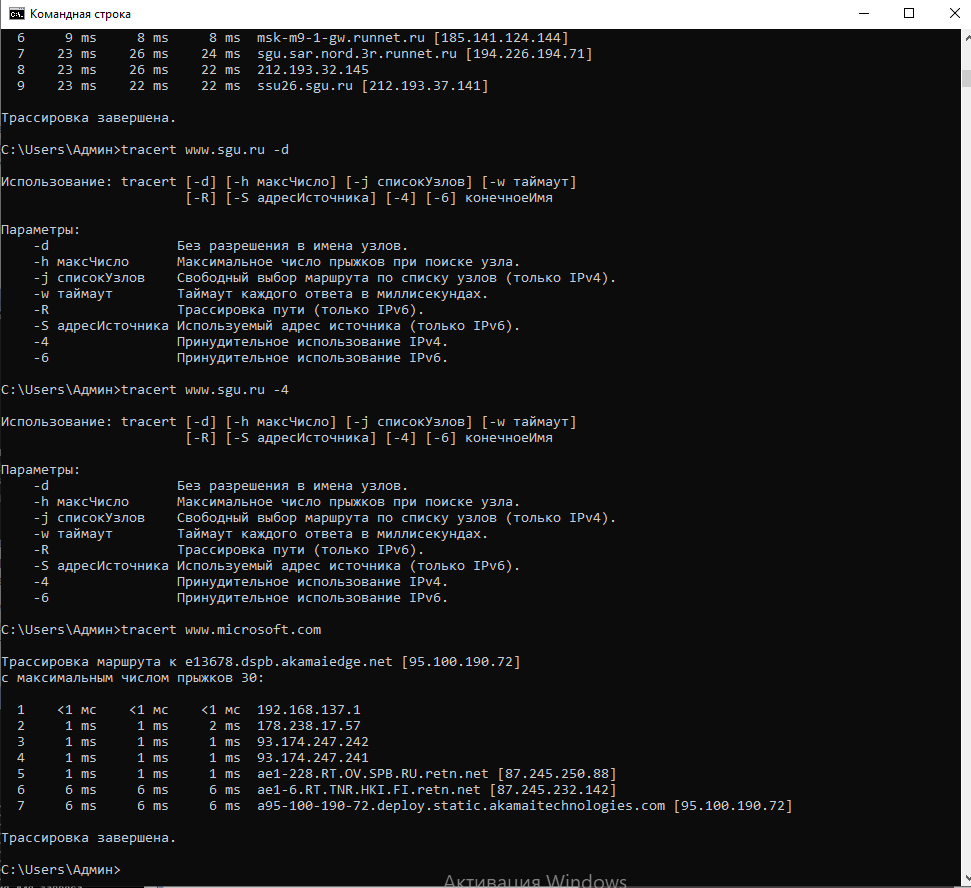 Командная строка
6 9 ms 8 ms 8 ms msk-m9-1-gw.runnet.ru [185.141.124.144]
7 23 ms 26 ms 24 ms sgu.sar.nord.3r.runnet.ru [194.226.194.71]
8 23 ms 26 ms 22 ms 212.193.32.145
9 23 ms 22 ms 22 ms ssu26.sgu.ru [212.193.37.141]
Трассировка завершена.
C:\Users\Админ>tracert www.sgu.ru -d
Использование: tracert [-d] [-h максЧисло] [-j списокУзлов] [-w таймаут]
[-R] [-S адресИсточника] [-4] [-6] конечноеИмя
Параметры:
-d Без разрешения в имена узлов.
-h максЧисло Максимальное число прыжков при поиске узла.
-j списокУзлов Свободный выбор маршрута по списку узлов (только IPv4).
-w таймаут Таймаут каждого ответа в миллисекундах.
-R Трассировка пути (только IPv6).
-S адресИсточника Используемый адрес источника (только IPv6).
-4 Принудительное использование IPv4.
-6 Принудительное использование IPv6.
C:\Users\Админ>tracert www.sgu.ru -4
Использование: tracert [-d] [-h максЧисло] [-j списокУзлов] [-w таймаут]
[-R] [-S адресИсточника] [-4] [-6] конечноеИмя
Параметры:
-d Без разрешения в имена узлов.
-h максЧисло Максимальное число прыжков при поиске узла.
-j списокУзлов Свободный выбор маршрута по списку узлов (только IPv4).
-w таймаут Таймаут каждого ответа в миллисекундах.
-R Трассировка пути (только IPv6).
-S адресИсточника Используемый адрес источника (только IPv6).
-4 Принудительное использование IPv4.
-6 Принудительное использование IPv6.
C:\Users\Админ>tracert www.microsoft.com
Трассировка маршрута к e13678.dspb.akamaiedge.net [95.100.190.72]
с максимальным числом прыжков 30:
1 <1 мс <1 мс <1 мс 192.168.137.1
2 1 ms 1 ms 2 ms 178.238.17.57
3 1 ms 1 ms 1 ms 93.174.247.242
4 1 ms 1 ms 1 ms 93.174.247.241
5 1 ms 1 ms 1 ms ae1-228.RT.OV.SPB.RU.retn.net [87.245.250.88]
6 6 ms 6 ms 6 ms ae1-6.RT.TNR.HKI.FI.retn.net [87.245.232.142]
7 6 ms 6 ms 6 ms a95-100-190-72.deploy.static.akamaitechnologies.com [95.100.190.72]
Трассировка завершена.
C:\Users\Админ>
Активация Windows